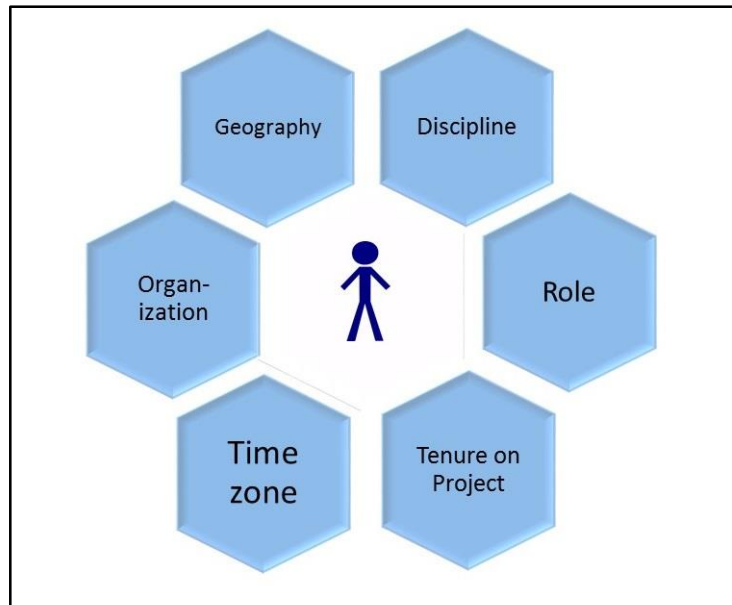 Geography
Discipline
Organ-
ization
Role
Time
zone
Tenure on
Project